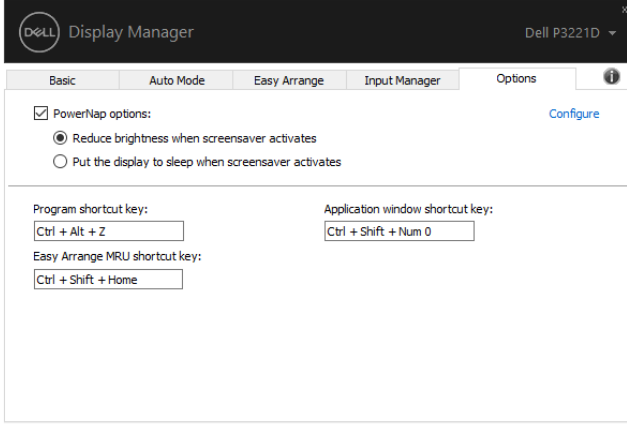 x
DELL Display Manager
Dell P3221D
Basic Auto Mode Easy Arrange Input Manager Options i
PowerNap options: Configure
Reduce brightness when screensaver activates
Put the display to sleep when screensaver activates
Program shortcut key: Application window shortcut key:
Ctrl + Alt + Z Ctrl + Shift + Num 0
Easy Arrange MRU shortcut key:
Ctrl + Shift + Home